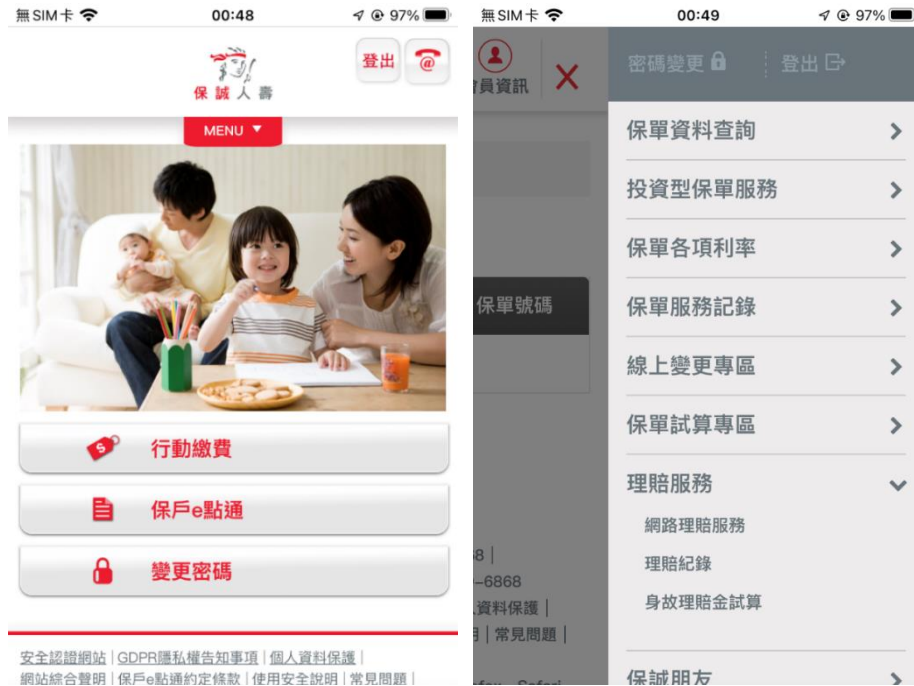 無SIM卡
00:48
97%
登出
保誠人壽
MENU
行動繳費
保戶e點通
變更密碼
安全認證網站 | GDPR隱私權告知事項 | 個人資料保護 |
網站綜合聲明 | 保戶e點通約定條款 | 使用安全說明 | 常見問題 |
無SIM卡
00:49
97%
員資訊
密碼變更
登出
保單資料查詢
投資型保單服務
保單各項利率
保單號碼
保單服務記錄
線上變更專區
保單試算專區
理賠服務
網路理賠服務
理賠紀錄
身故理賠金試算
8 |
-6868
資料保護 |
| 常見問題 |
保誠朋友